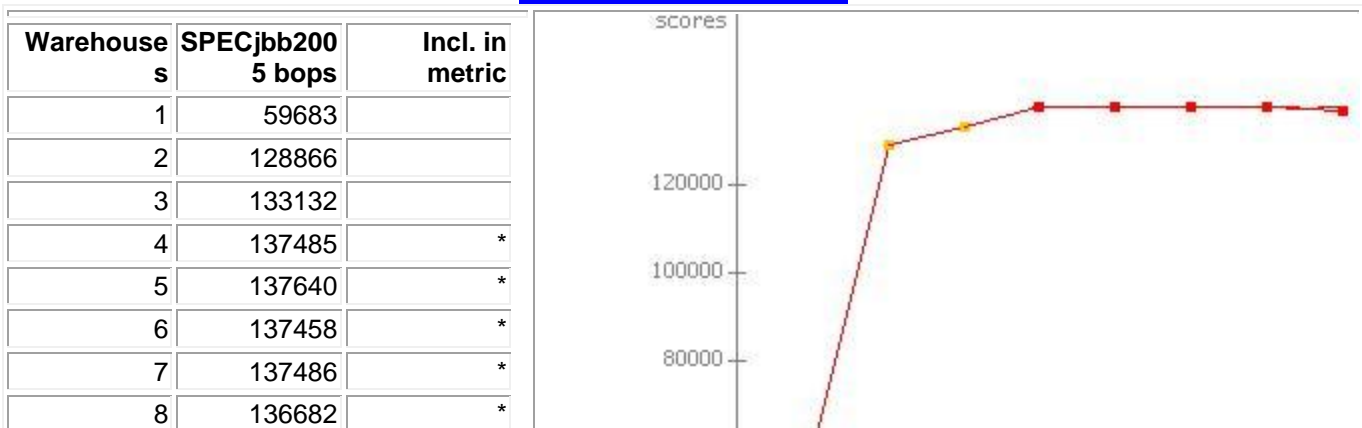 Warehouse SPECjbb200 Incl. in
s 5 bops metric
1 59683
2 128866
3 133132
4 137485 *
5 137640 *
6 137458 *
7 137486 *
8 136682 *
scores
120000
100000
80000